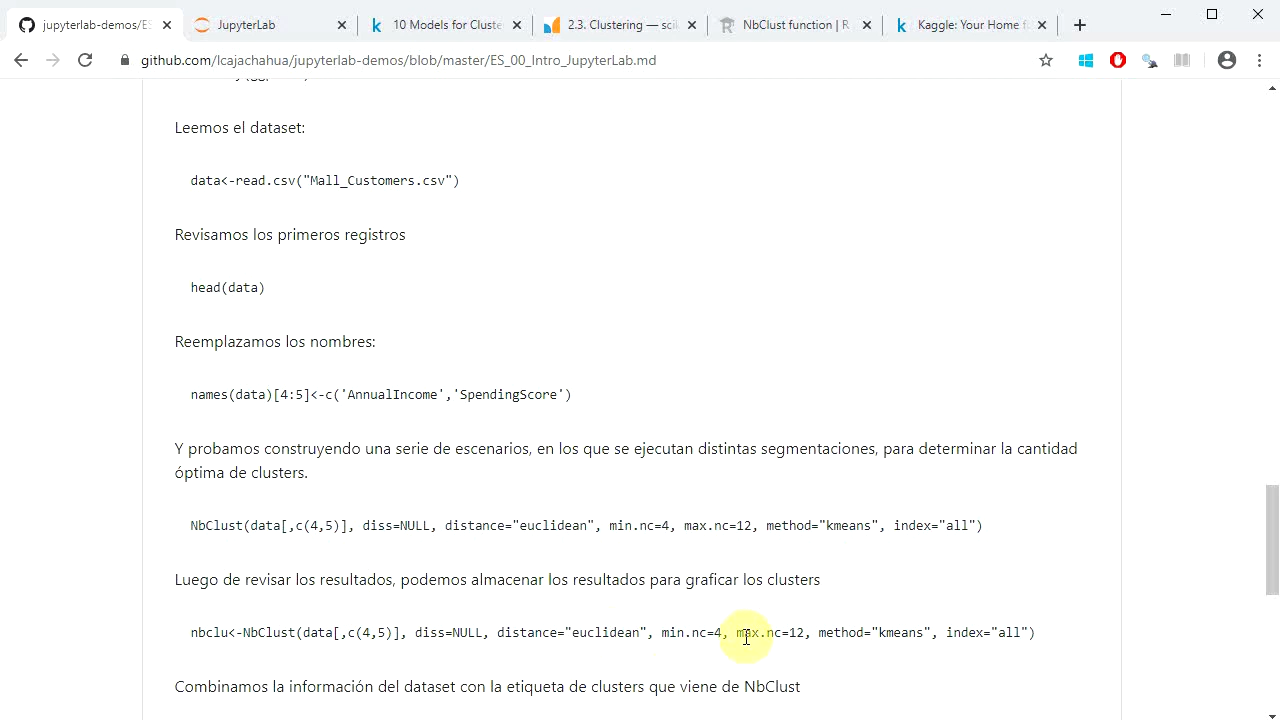 jupyterlab-demos/ES
JupyterLab
10 Models for Cluste
2.3. Clustering — sci
NbClust function | R
Kaggle: Your Home f
github.com/lcajachahua/jupyterlab-demos/blob/master/ES_00_Intro_JupyterLab.md
Leemos el dataset:
data<-read.csv("Mall_Customers.csv")
Revisamos los primeros registros
head(data)
Reemplazamos los nombres:
names(data)[4:5]<-c('AnnualIncome','SpendingScore')
Y probamos construyendo una serie de escenarios, en los que se ejecutan distintas segmentaciones, para determinar la cantidad
óptima de clusters.
NbClust(data[,c(4,5)], diss=NULL, distance="euclidean", min.nc=4, max.nc=12, method="kmeans", index="all")
Luego de revisar los resultados, podemos almacenar los resultados para graficar los clusters
nbclu<-NbClust(data[,c(4,5)], diss=NULL, distance="euclidean", min.nc=4, max.nc=12, method="kmeans", index="all")
Combinamos la información del dataset con la etiqueta de clusters que viene de NbClust